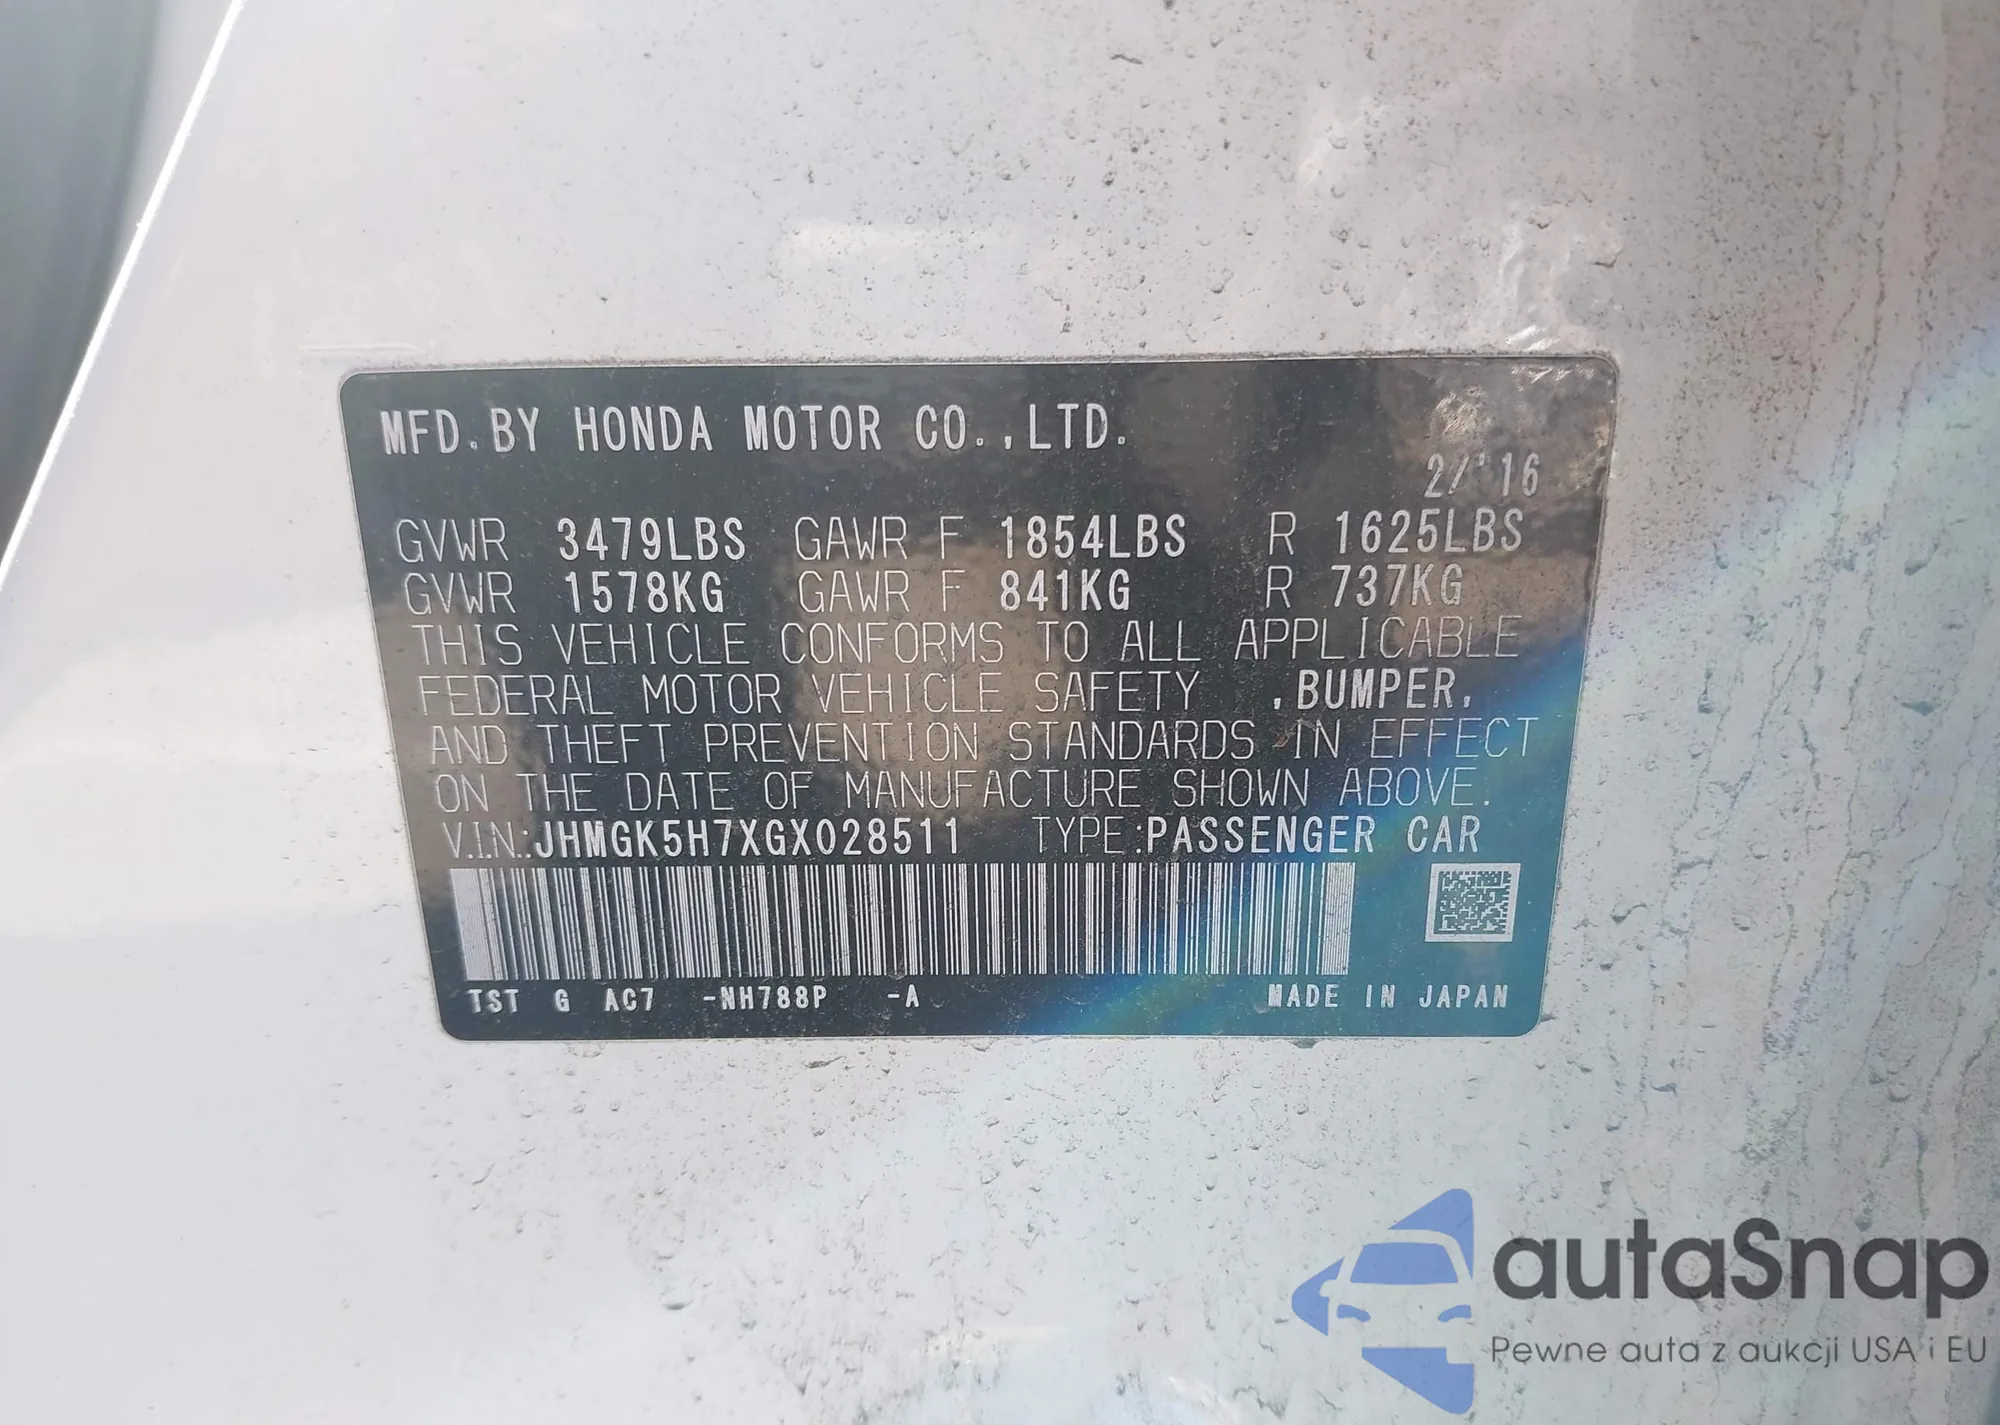 MFD.BY HONDA MOTOR CO.,LTD.
2/'16
GVWR 3479LBS GAWR F 1854LBS R 1625LBS
GVWR 1578KG GAWR F 841KG R 737KG
THIS VEHICLE CONFORMS TO ALL APPLICABLE
FEDERAL MOTOR VEHICLE SAFETY ,BUMPER,
AND THEFT PREVENTION STANDARDS IN EFFECT
ON THE DATE OF MANUFACTURE SHOWN ABOVE.
V.I.N.:JHMGK5H7XGX028511 TYPE:PASSENGER CAR
TST G AC7 -NH788P -A MADE IN JAPAN
autaSnap
Pewne auta z aukcji USA i EU